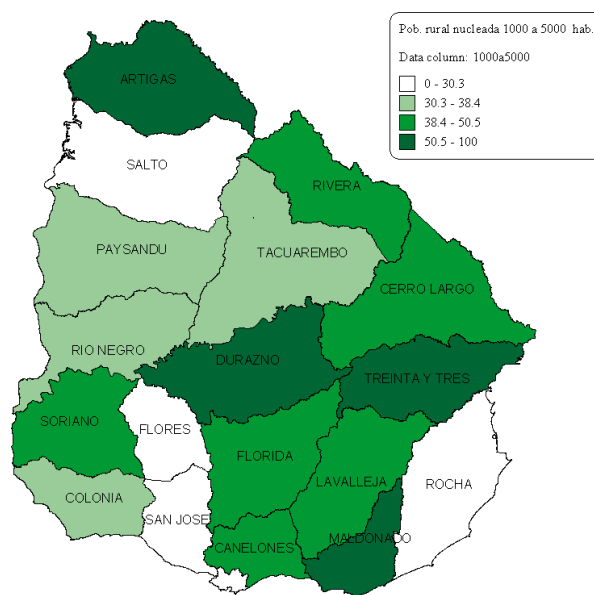 Pob. rural nucleada 1000 a 5000 hab.
Data column: 1000a5000
0 - 30.3
30.3 - 38.4
38.4 - 50.5
50.5 - 100
ARTIGAS
SALTO
RIVERA
PAYSANDU
TACUAREMBO
CERRO LARGO
RIO NEGRO
DURAZNO
TREINTA Y TRES
SORIANO
FLORES
FLORIDA
LAVALLEJA
ROCHA
COLONIA
SAN JOSE
CANELONES
MALDONADO